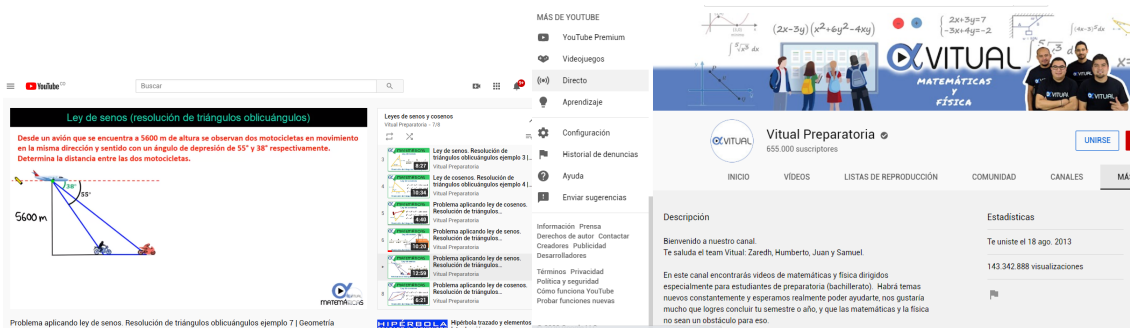 YouTube CO
Buscar
9+
Ley de senos (resolución de triángulos oblicuángulos)
Desde un avión que se encuentra a 5600 m de altura se observan dos motocicletas en movimiento
en la misma dirección y sentido con un ángulo de depresión de 55° y 38° respectivamente.
Determina la distancia entre las dos motocicletas.
38°
55°
5600 m
MATEMÁTICAS
Problema aplicando ley de senos. Resolución de triángulos oblicuángulos ejemplo 7 | Geometría
Leyes de senos y cosenos
Vitual Preparatoria - 7/8
3
8:27
Ley de senos. Resolución de
triángulos oblicuángulos ejemplo 3 |...
Vitual Preparatoria
4
10:34
Ley de cosenos. Resolución de
triángulos oblicuángulos ejemplo 4 |...
Vitual Preparatoria
5
4:40
Problema aplicando ley de cosenos.
Resolución de triángulos...
Vitual Preparatoria
6
10:20
Problema aplicando ley de senos.
Resolución de triángulos...
Vitual Preparatoria
12:59
Problema aplicando ley de senos.
Resolución de triángulos...
Vitual Preparatoria
8
6:21
Problema aplicando ley de cosenos.
Resolución de triángulos...
Vitual Preparatoria
HIPÉRBOLA
Hipérbola trazado y elementos
MÁS DE YOUTUBE
YouTube Premium
Videojuegos
Directo
Aprendizaje
Configuración
Historial de denuncias
Ayuda
Enviar sugerencias
Información Prensa
Derechos de autor Contactar
Creadores Publicidad
Desarrolladores
Términos Privacidad
Política y seguridad
Cómo funciona YouTube
Probar funciones nuevas
(2x-3y)(x²+6y²-4xy)
2x+3y=7
-3x+4y=-2
VITUAL
MATEMÁTICAS
Y
FÍSICA
VITUAL
Vitual Preparatoria
655.000 suscriptores
UNIRSE
INICIO
VÍDEOS
LISTAS DE REPRODUCCIÓN
COMUNIDAD
CANALES
MÁS
Descripción
Bienvenido a nuestro canal.
Te saluda el team Vitual: Zaredh, Humberto, Juan y Samuel.
En este canal encontrarás videos de matemáticas y física dirigidos
especialmente para estudiantes de preparatoria (bachillerato). Habrá temas
nuevos constantemente y esperamos realmente poder ayudarte, nos gustaría
mucho que logres concluir tu semestre o año, y que las matemáticas y la física
no sean un obstáculo para eso.
Estadísticas
Te uniste el 18 ago. 2013
143.342.888 visualizaciones